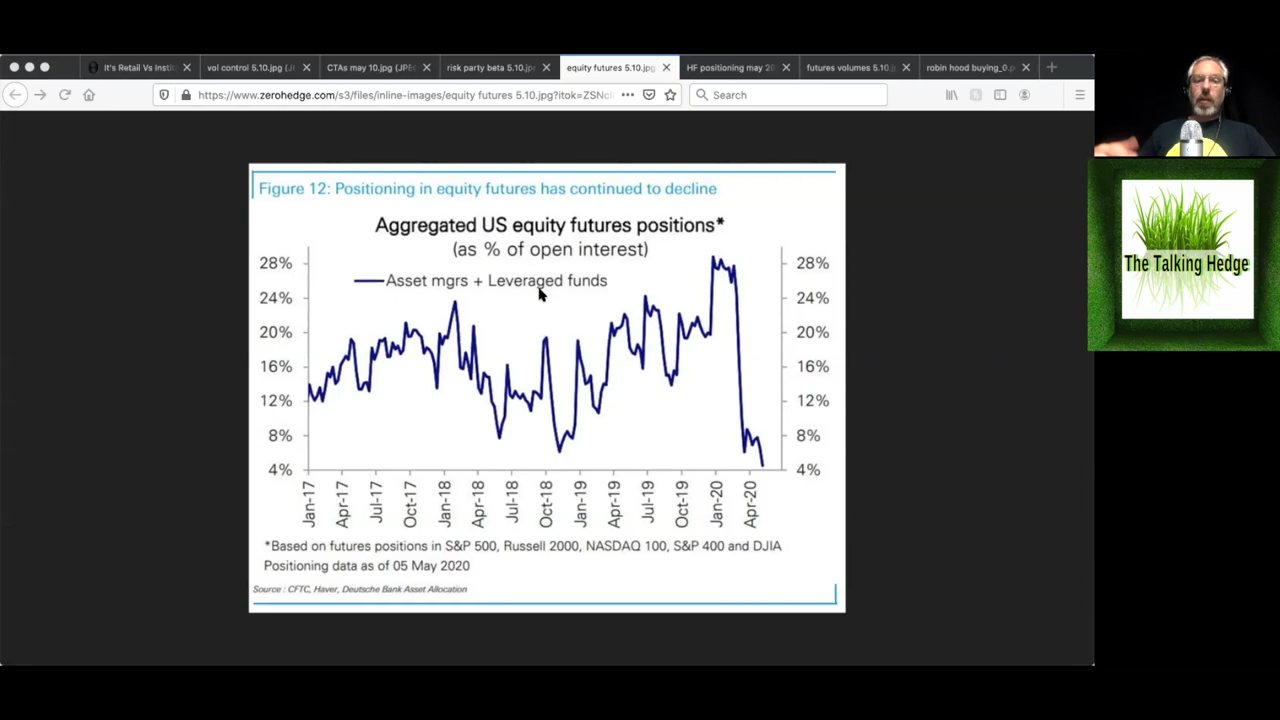 It's Retail Vs Insti
vol control 5.10.jpg (J
CTAs may 10.jpg (JP
risk party beta 5.10.jp
equity futures 5.10.jpg
HF positioning may 20
futures volumes 5.10.
robin hood buying_0.p
https://www.zerohedge.com/s3/files/inline-images/equity futures 5.10.jpg?itok=ZSNc
Search
Figure 12: Positioning in equity futures has continued to decline
Aggregated US equity futures positions*
(as % of open interest)
Asset mgrs + Leveraged funds
28% 28%
24% 24%
20% 20%
16% 16%
12% 12%
8% 8%
4% 4%
Jan-17 Apr-17 Jul-17 Oct-17 Jan-18 Apr-18 Jul-18 Oct-18 Jan-19 Apr-19 Jul-19 Oct-19 Jan-20 Apr-20
*Based on futures positions in S&P 500, Russell 2000, NASDAQ 100, S&P 400 and DJIA
Positioning data as of 05 May 2020
Source : CFTC, Haver, Deutsche Bank Asset Allocation
The Talking Hedge